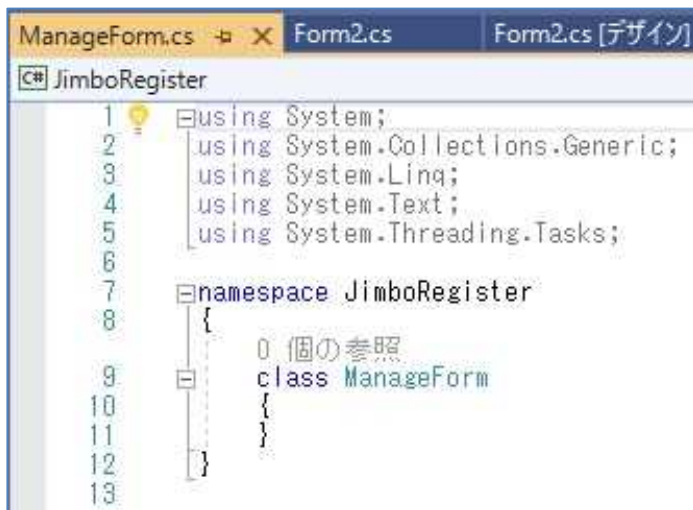 ManageForm.cs Form2.cs Form2.cs [デザイン]
C# JimboRegister
1 using System;
2 using System.Collections.Generic;
3 using System.Linq;
4 using System.Text;
5 using System.Threading.Tasks;
6
7 namespace JimboRegister
8 {
0 個の参照
9 class ManageForm
10 {
11 }
12 }
13